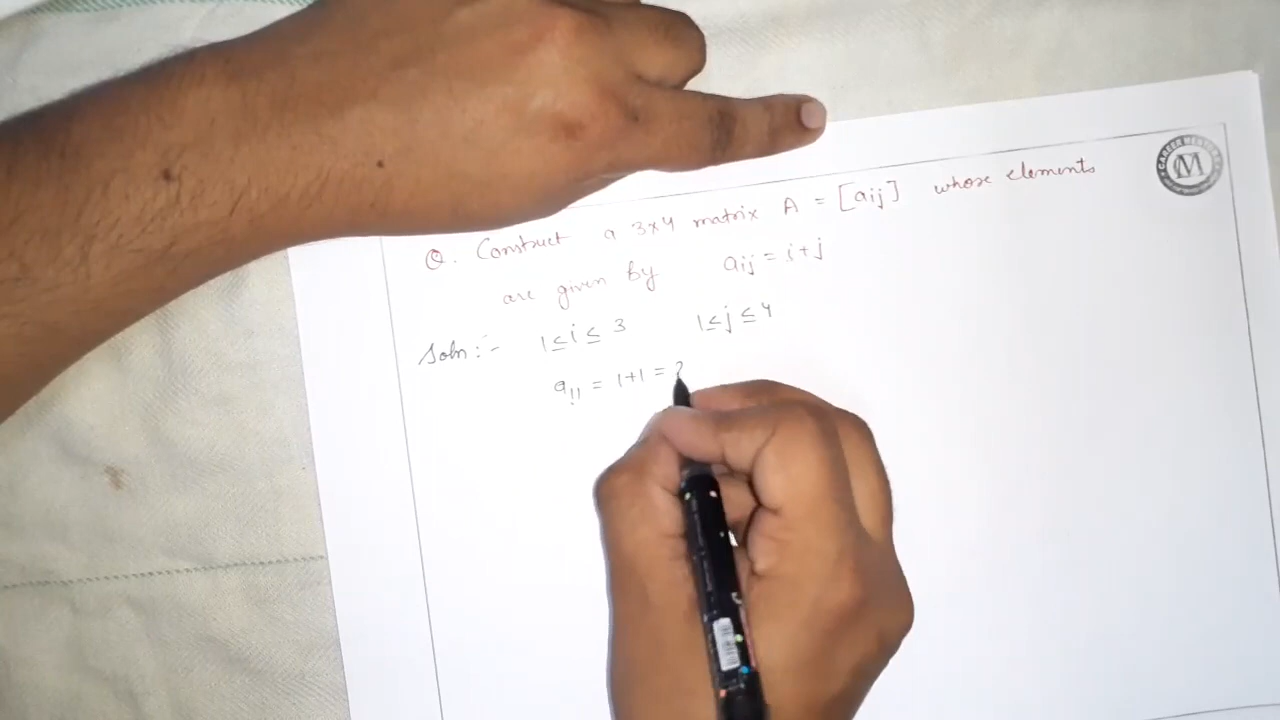 Q. Construct a 3x4 matrix A = [aij] whose elements
are given by aij = i+j
Soln:- 1≤i≤3 1≤j≤4
a11 = 1+1 = 2
M